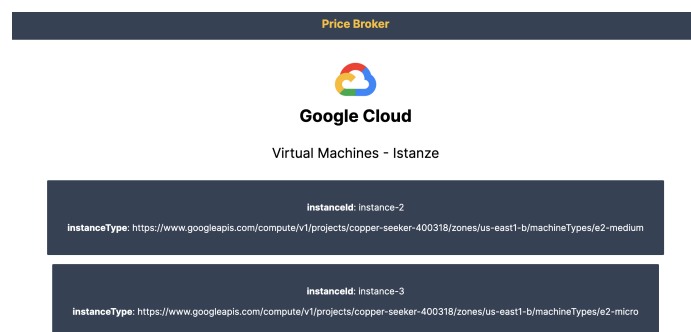 Price Broker
Google Cloud
Virtual Machines - Istanze
instanceId: instance-2
instanceType: https://www.googleapis.com/compute/v1/projects/copper-seeker-400318/zones/us-east1-b/machineTypes/e2-medium
instanceId: instance-3
instanceType: https://www.googleapis.com/compute/v1/projects/copper-seeker-400318/zones/us-east1-b/machineTypes/e2-micro